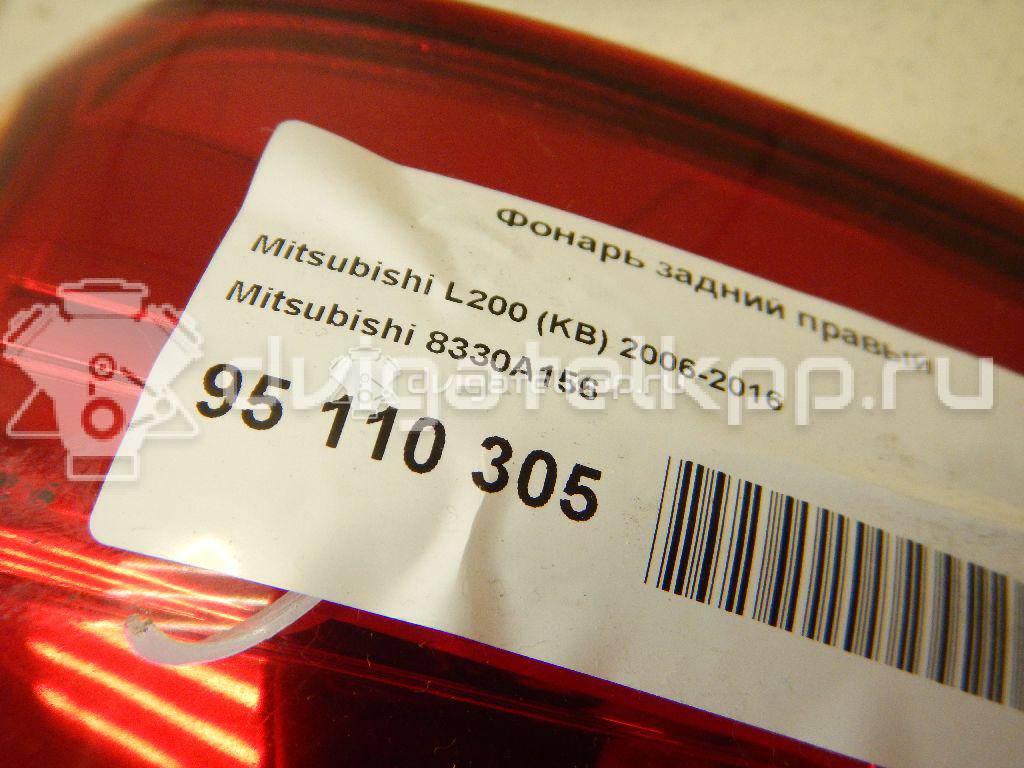 Фонарь задний правый
Mitsubishi L200 (KB) 2006-2016
Mitsubishi 8330A156
95 110 305
dvigatelkpp.ru